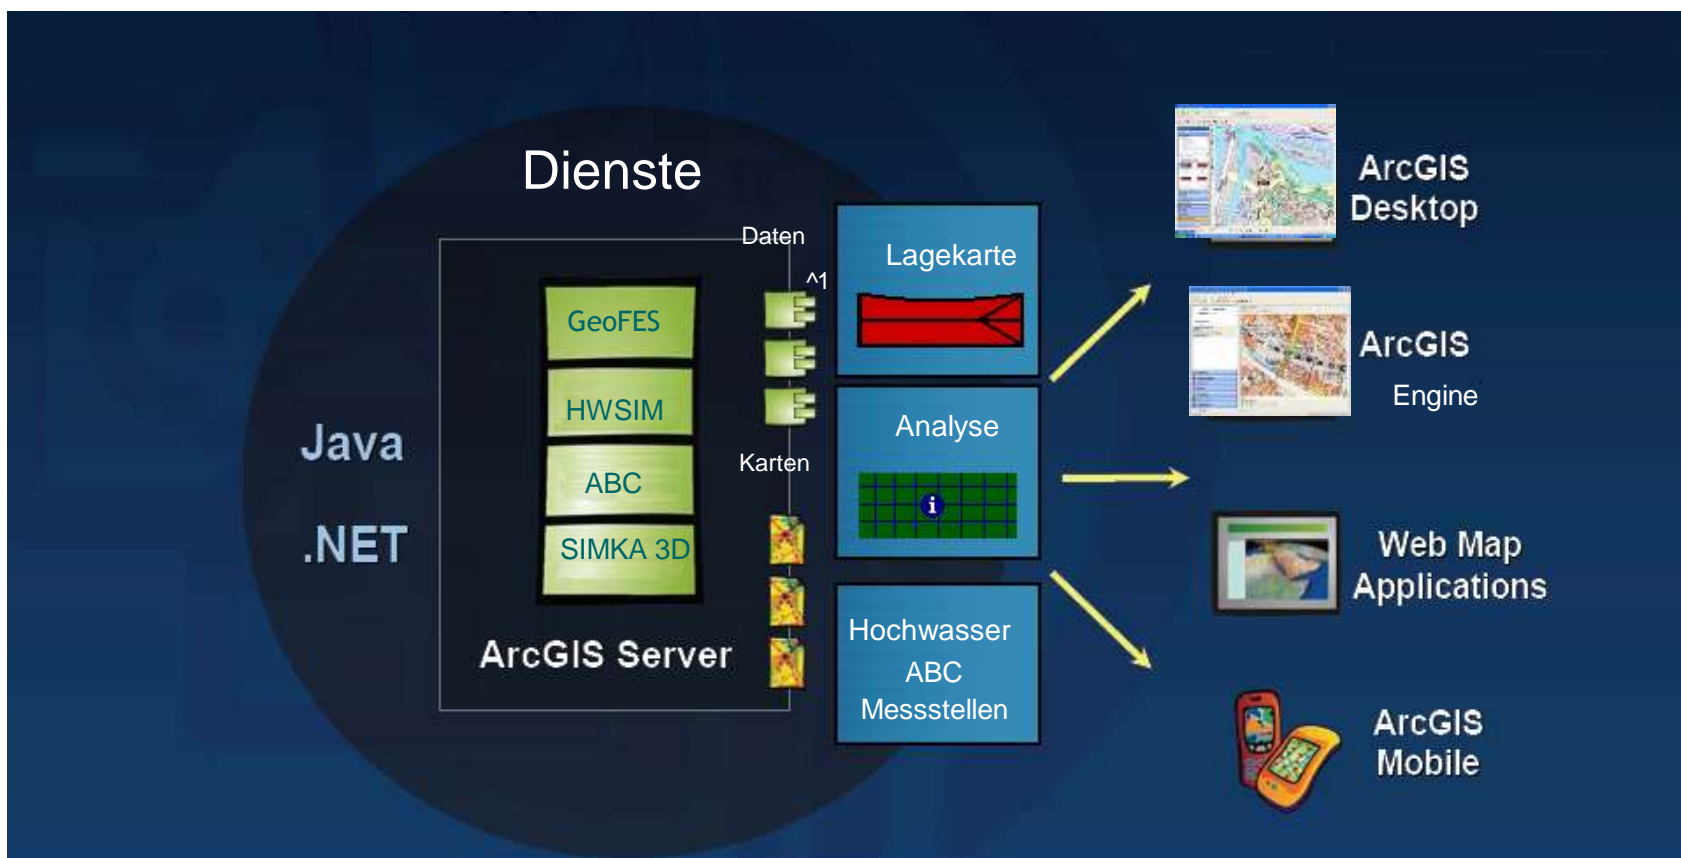 Dienste
Java
.NET
GeoFES
HWSIM
ABC
SIMKA 3D
ArcGIS Server
Daten
^1
Karten
Lagekarte
Analyse
i
Hochwasser
ABC
Messstellen
ArcGIS
Desktop
ArcGIS
Engine
Web Map
Applications
ArcGIS
Mobile